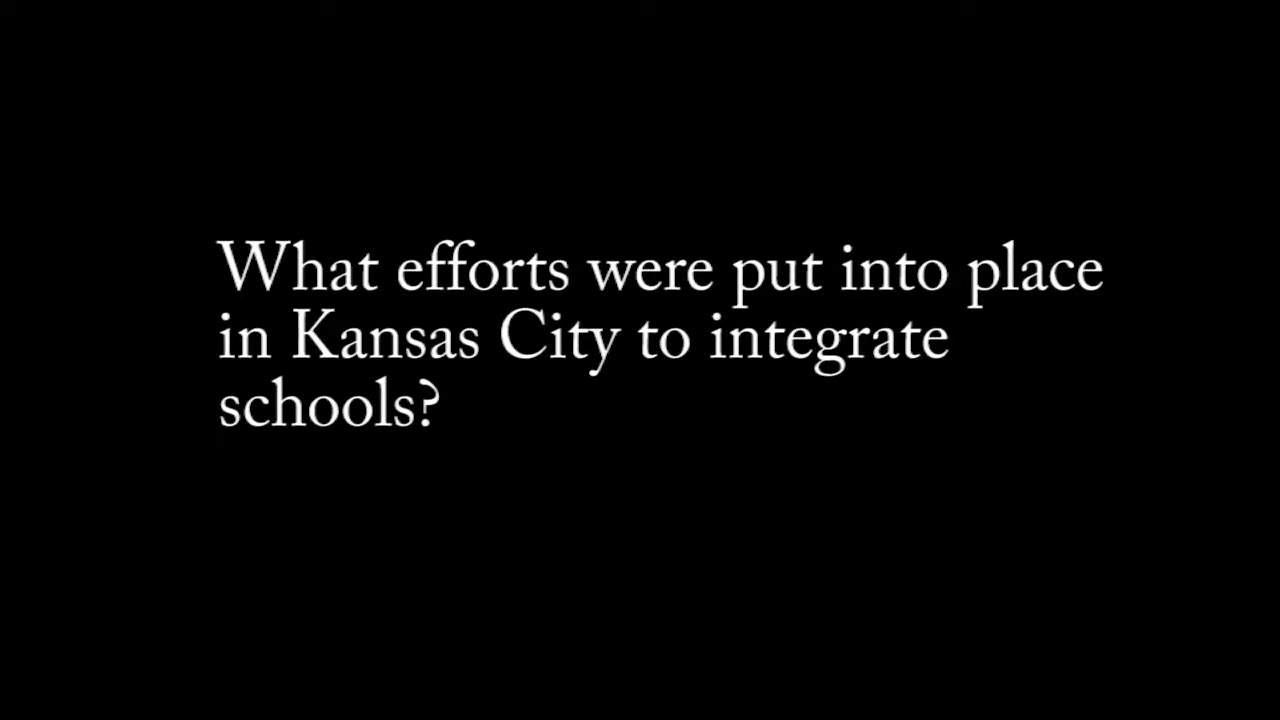 What efforts were put into place
in Kansas City to integrate
schools?